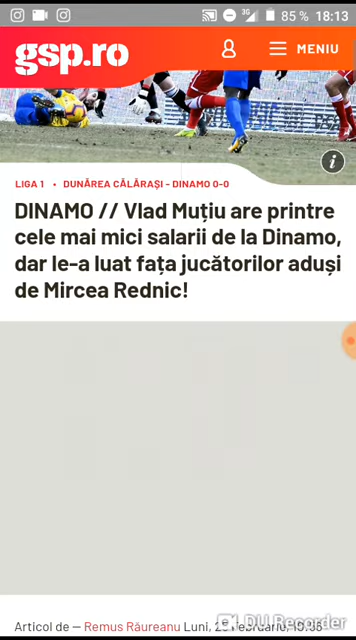 3G 85 % 18:13
gsp.ro MENIU
i
LIGA 1 • DUNĂREA CĂLĂRAȘI - DINAMO 0-0
DINAMO // Vlad Muțiu are printre
cele mai mici salarii de la Dinamo,
dar le-a luat fața jucătorilor aduși
de Mircea Rednic!
Articol de — Remus Răureanu Luni, Februarie,
DU Recorder